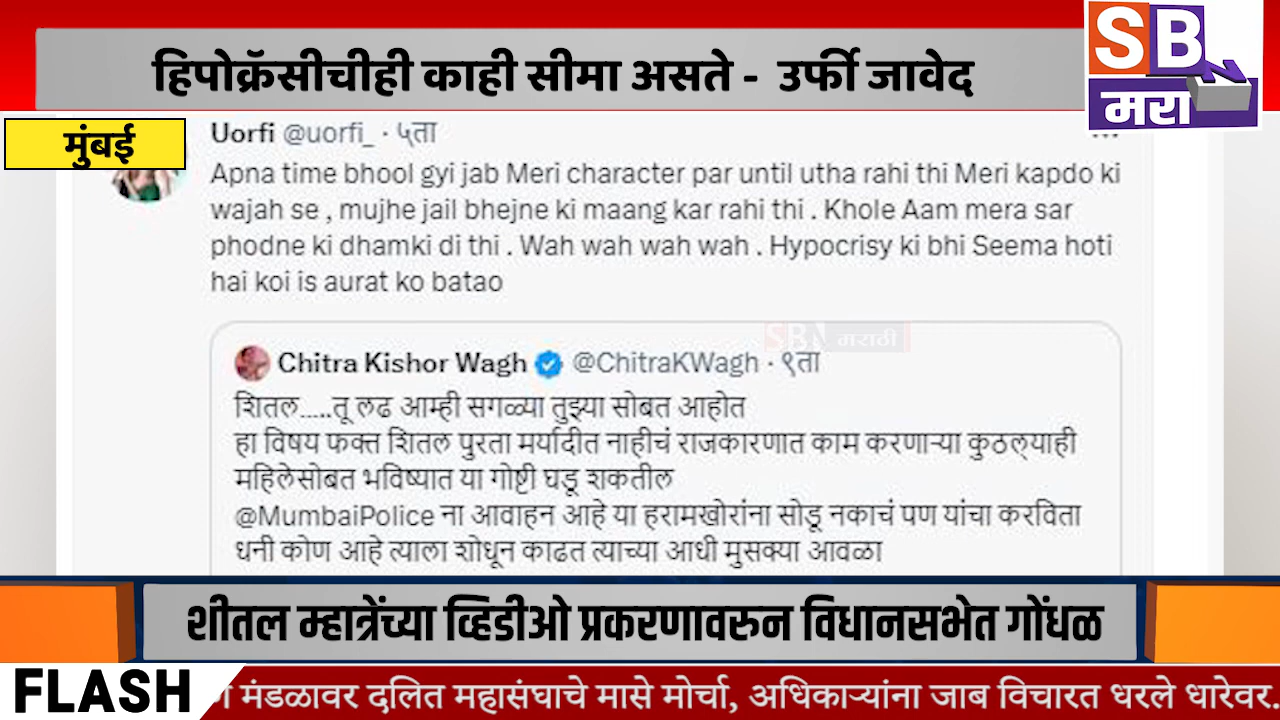 हिपोक्रॅसीचीही काही सीमा असते - उर्फी जावेद
SB
मरा
मुंबई
Uorfi @uorfi_ · ५ता
Apna time bhool gyi jab Meri character par until utha rahi thi Meri kapdo ki
wajah se , mujhe jail bhejne ki maang kar rahi thi . Khole Aam mera sar
phodne ki dhamki di thi . Wah wah wah wah . Hypocrisy ki bhi Seema hoti
hai koi is aurat ko batao
SBN मराठी
Chitra Kishor Wagh @ChitraKWagh · ९ता
शितल.....तू लढ आम्ही सगळ्या तुझ्या सोबत आहोत
हा विषय फक्त शितल पुरता मर्यादीत नाहीचं राजकारणात काम करणाऱ्या कुठल्याही
महिलेसोबत भविष्यात या गोष्टी घडू शकतील
@MumbaiPolice ना आवाहन आहे या हरामखोरांना सोडू नकाचं पण यांचा करविता
धनी कोण आहे त्याला शोधून काढत त्याच्या आधी मुसक्या आवळा
शीतल म्हात्रेंच्या व्हिडीओ प्रकरणावरुन विधानसभेत गोंधळ
FLASH
मंडळावर दलित महासंघाचे मासे मोर्चा, अधिकाऱ्यांना जाब विचारत धरले धारेवर.